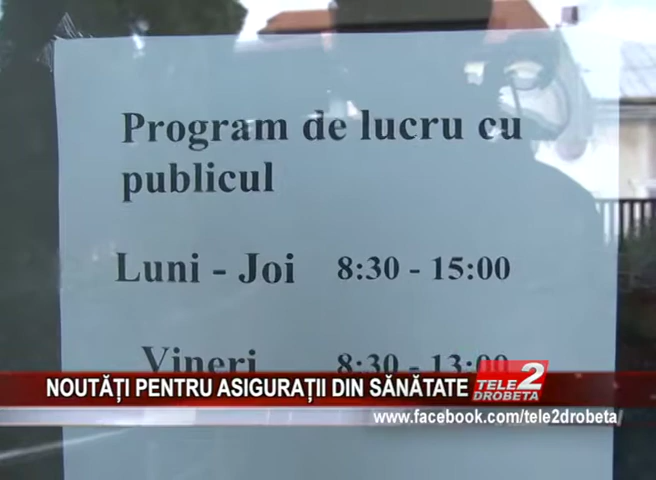 Program de lucru cu
publicul
Luni - Joi 8:30 - 15:00
Vineri 8:30 - 13:00
NOUTĂȚI PENTRU ASIGURAȚII DIN SĂNĂTATE
TELE 2
DROBETA
www.facebook.com/tele2drobeta